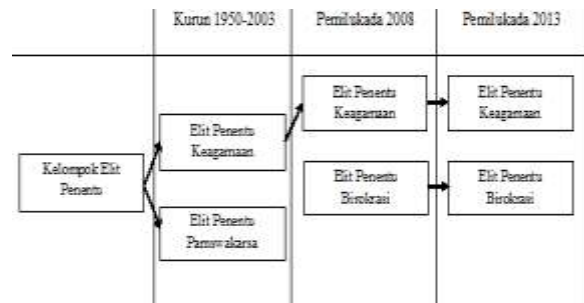 Kurun 1950-2003
Pemilukada 2008
Pemilukada 2013
Kelompok Elit
Penentu
Elit Penentu
Keagamaan
Elit Penentu
Pamswakarsa
Elit Penentu
Keagamaan
Elit Penentu
Birokrasi
Elit Penentu
Keagamaan
Elit Penentu
Birokrasi